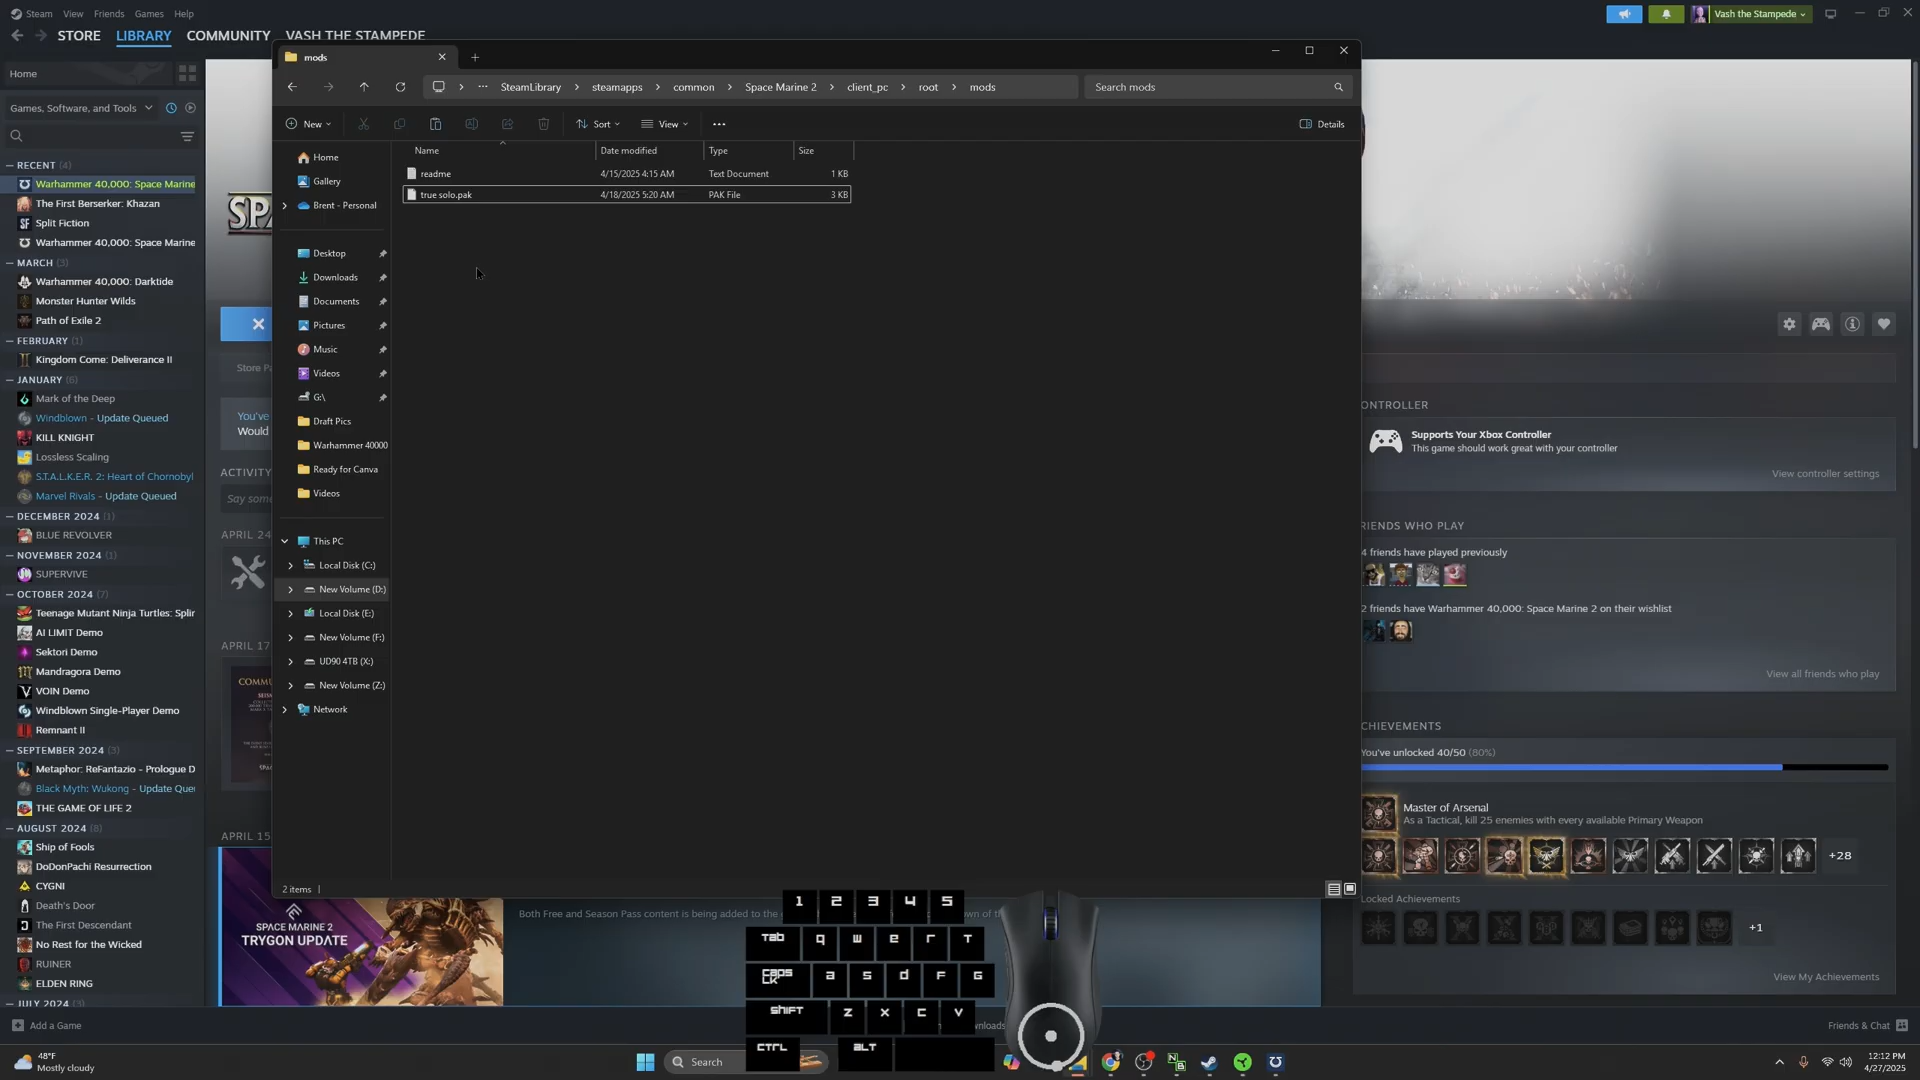 Steam View Friends Games Help
Vash the Stampede
STORE LIBRARY COMMUNITY VASH THE STAMPEDE
mods
Home
SteamLibrary > steamapps > common > Space Marine 2 > client_pc > root > mods
Search mods
Games, Software, and Tools
New
Sort
View
Details
Name Date modified Type Size
readme 4/15/2025 4:15 AM Text Document 1 KB
true solo.pak 4/18/2025 5:20 AM PAK File 3 KB
2 items
RECENT (4)
Warhammer 40,000: Space Marine
The First Berserker: Khazan
Split Fiction
Warhammer 40,000: Space Marine
MARCH (3)
Warhammer 40,000: Darktide
Monster Hunter Wilds
Path of Exile 2
FEBRUARY (1)
Kingdom Come: Deliverance II
JANUARY (6)
Mark of the Deep
Windblown - Update Queued
KILL KNIGHT
Lossless Scaling
S.T.A.L.K.E.R. 2: Heart of Chornobyl
Marvel Rivals - Update Queued
DECEMBER 2024 (1)
BLUE REVOLVER
NOVEMBER 2024 (1)
SUPERVIVE
OCTOBER 2024 (7)
Teenage Mutant Ninja Turtles: Splin
AI LIMIT Demo
Sektori Demo
Mandragora Demo
VOIN Demo
Windblown Single-Player Demo
Remnant II
SEPTEMBER 2024 (3)
Metaphor: ReFantazio - Prologue D
Black Myth: Wukong - Update Que
THE GAME OF LIFE 2
AUGUST 2024 (8)
Ship of Fools
DoDonPachi Resurrection
CYGNI
Death's Door
The First Descendant
No Rest for the Wicked
RUINER
ELDEN RING
JULY 2024
Add a Game
Home
Gallery
Brent - Personal
Desktop
Downloads
Documents
Pictures
Music
Videos
G:\
Draft Pics
Warhammer 40000
Ready for Canva
Videos
This PC
Local Disk (C:)
New Volume (D:)
Local Disk (E:)
New Volume (F:)
UD90 4TB (X:)
New Volume (Z:)
Network
SP
Store Pa
You've
Would
ACTIVITY
Say some
APRIL 24
APRIL 17
COMMU
APRIL 15
SPACE MARINE 2
TRYGON UPDATE
Both Free and Season Pass content is being added to the
own of th
ONTROLLER
Supports Your Xbox Controller
This game should work great with your controller
View controller settings
RIENDS WHO PLAY
4 friends have played previously
2 friends have Warhammer 40,000: Space Marine 2 on their wishlist
View all friends who play
CHIEVEMENTS
You've unlocked 40/50 (80%)
Master of Arsenal
As a Tactical, kill 25 enemies with every available Primary Weapon
+28
Locked Achievements
+1
View My Achievements
wnloads
Friends & Chat
1 2 3 4 5
Tab q w e r T
caps LK a s d F G
shift z x c v
CTRL alt
48°F
Mostly cloudy
Search
12:12 PM
4/27/2025